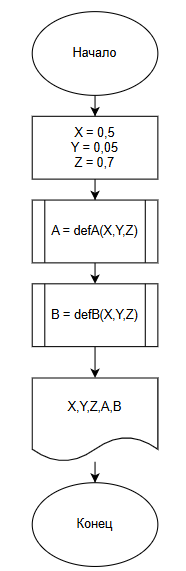 Начало
X = 0,5
Y = 0,05
Z = 0,7
A = defA(X,Y,Z)
B = defB(X,Y,Z)
X,Y,Z,A,B
Конец